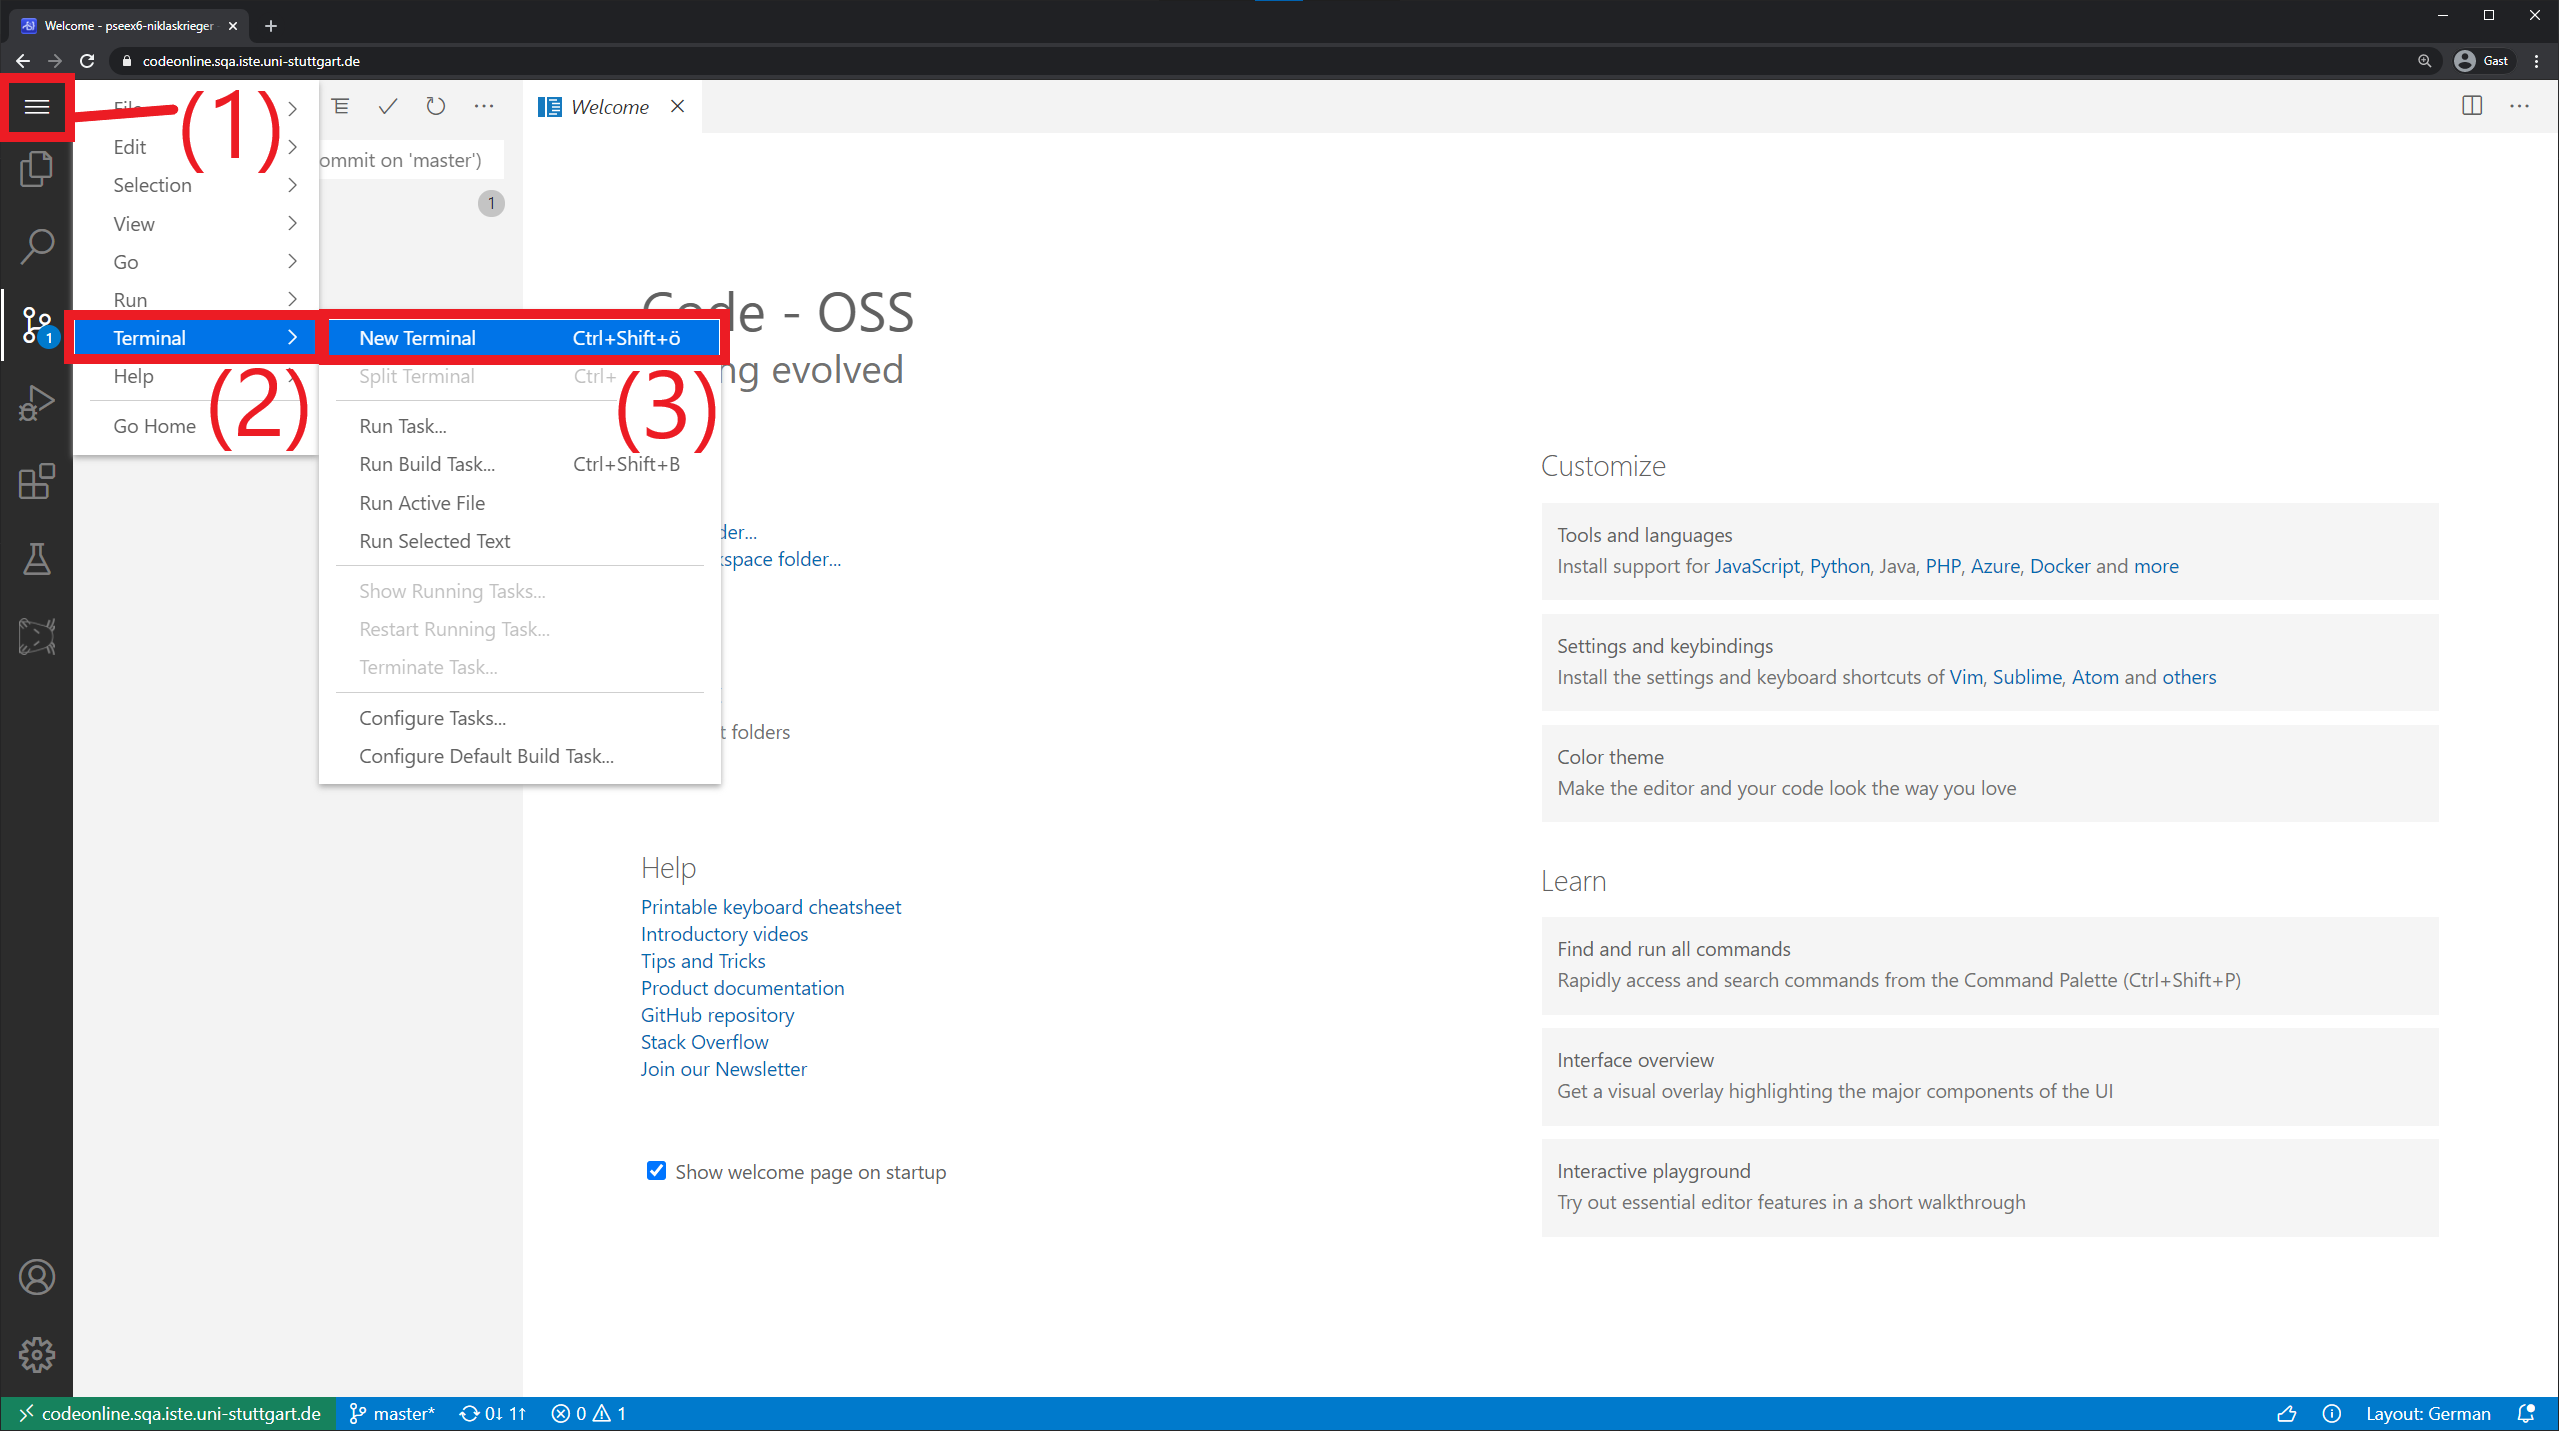 Welcome - pseex6-niklaskrieger
codeonline.sqa.iste.uni-stuttgart.de
Gast
(1)
File
Edit
Selection
View
Go
Run
Terminal
Help
Go Home
(2)
ommit on 'master')
1
1
New Terminal Ctrl+Shift+ö
Split Terminal Ctrl+
(3)
Run Task...
Run Build Task... Ctrl+Shift+B
Run Active File
Run Selected Text
Show Running Tasks...
Restart Running Task...
Terminate Task...
Configure Tasks...
Configure Default Build Task...
Welcome
Code - OSS
ng evolved
der...
kspace folder...
t folders
Help
Printable keyboard cheatsheet
Introductory videos
Tips and Tricks
Product documentation
GitHub repository
Stack Overflow
Join our Newsletter
Show welcome page on startup
Customize
Tools and languages
Install support for JavaScript, Python, Java, PHP, Azure, Docker and more
Settings and keybindings
Install the settings and keyboard shortcuts of Vim, Sublime, Atom and others
Color theme
Make the editor and your code look the way you love
Learn
Find and run all commands
Rapidly access and search commands from the Command Palette (Ctrl+Shift+P)
Interface overview
Get a visual overlay highlighting the major components of the UI
Interactive playground
Try out essential editor features in a short walkthrough
codeonline.sqa.iste.uni-stuttgart.de master* 0↓ 1↑ 0 1
Layout: German